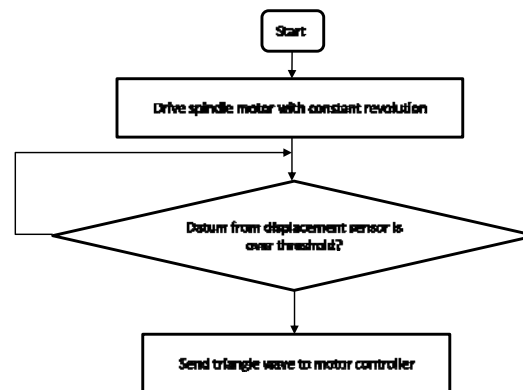 Start
Drive spindle motor with constant revolution
Datum from displacement sensor is
over threshold?
Send triangle wave to motor controller